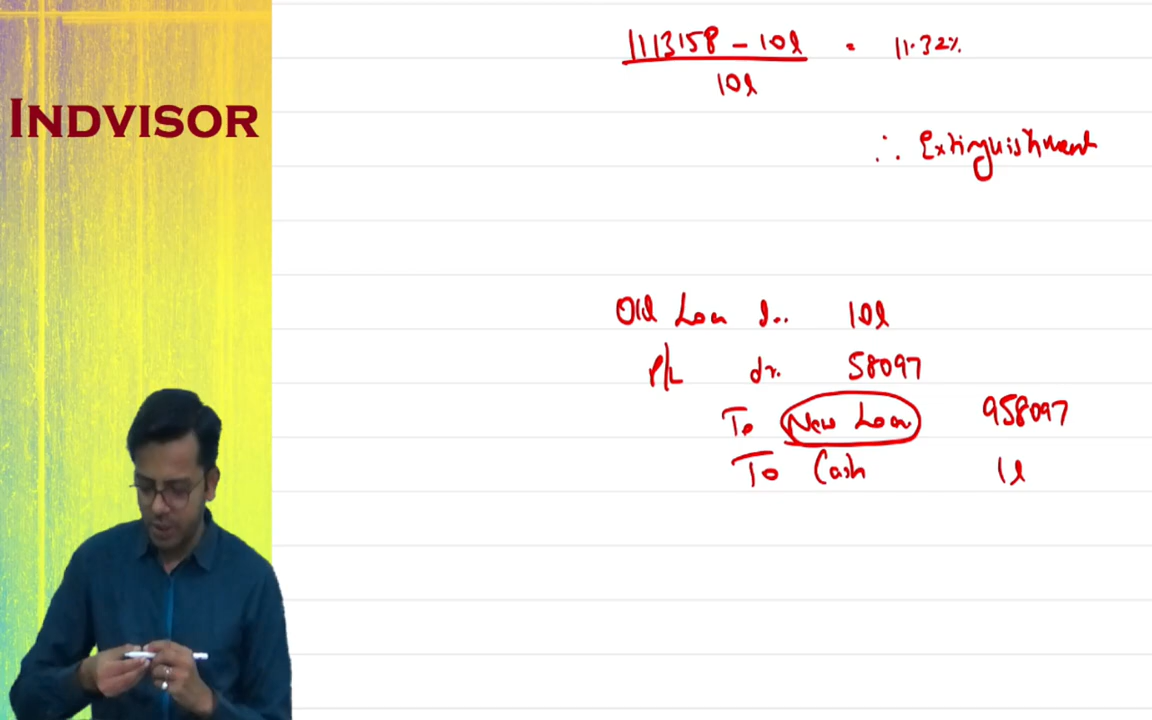 INDVISOR
1113158 - 10l = 11.32%
10l
∴ Extinguishment
Old Loan dr. 10l
P/L dr. 58097
To New Loan 958097
To Cash 1l